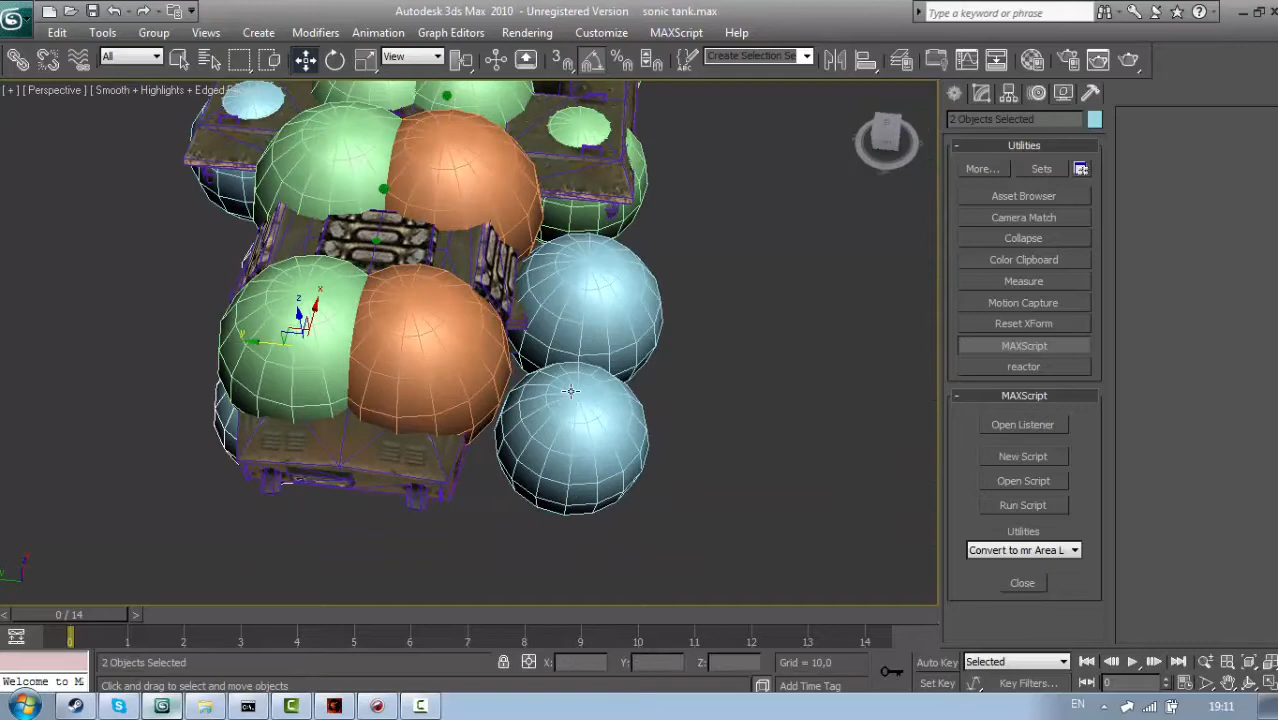 Autodesk 3ds Max 2010 - Unregistered Version sonic tank.max
Type a keyword or phrase
Edit Tools Group Views Create Modifiers Animation Graph Editors Rendering Customize MAXScript Help
All View Create Selection Se
[ + ] [ Perspective ] [ Smooth + Highlights + Edged F
2 Objects Selected
- Utilities
More... Sets
Asset Browser
Camera Match
Collapse
Color Clipboard
Measure
Motion Capture
Reset XForm
MAXScript
reactor
- MAXScript
Open Listener
New Script
Open Script
Run Script
Utilities
Convert to mr Area L
Close
x
z
y
< 0 / 14 >
0 1 2 3 4 5 6 7 8 9 10 11 12 13 14
2 Objects Selected X: Y: Z: Grid = 10,0 Auto Key Selected
Welcome to M Click and drag to select and move objects Add Time Tag Set Key Key Filters... 0
EN 19:11